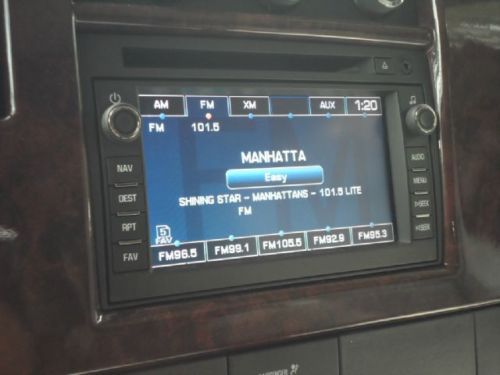 AM FM XM AUX 1:20
FM 101.5
MANHATTA
Easy
SHINING STAR - MANHATTANS - 101.5 LITE
FM
5
FAV
FM96.5 FM99.1 FM105.5 FM92.9 FM95.3
NAV
DEST
RPT
FAV
AUDIO
MENU
SEEK
SEEK